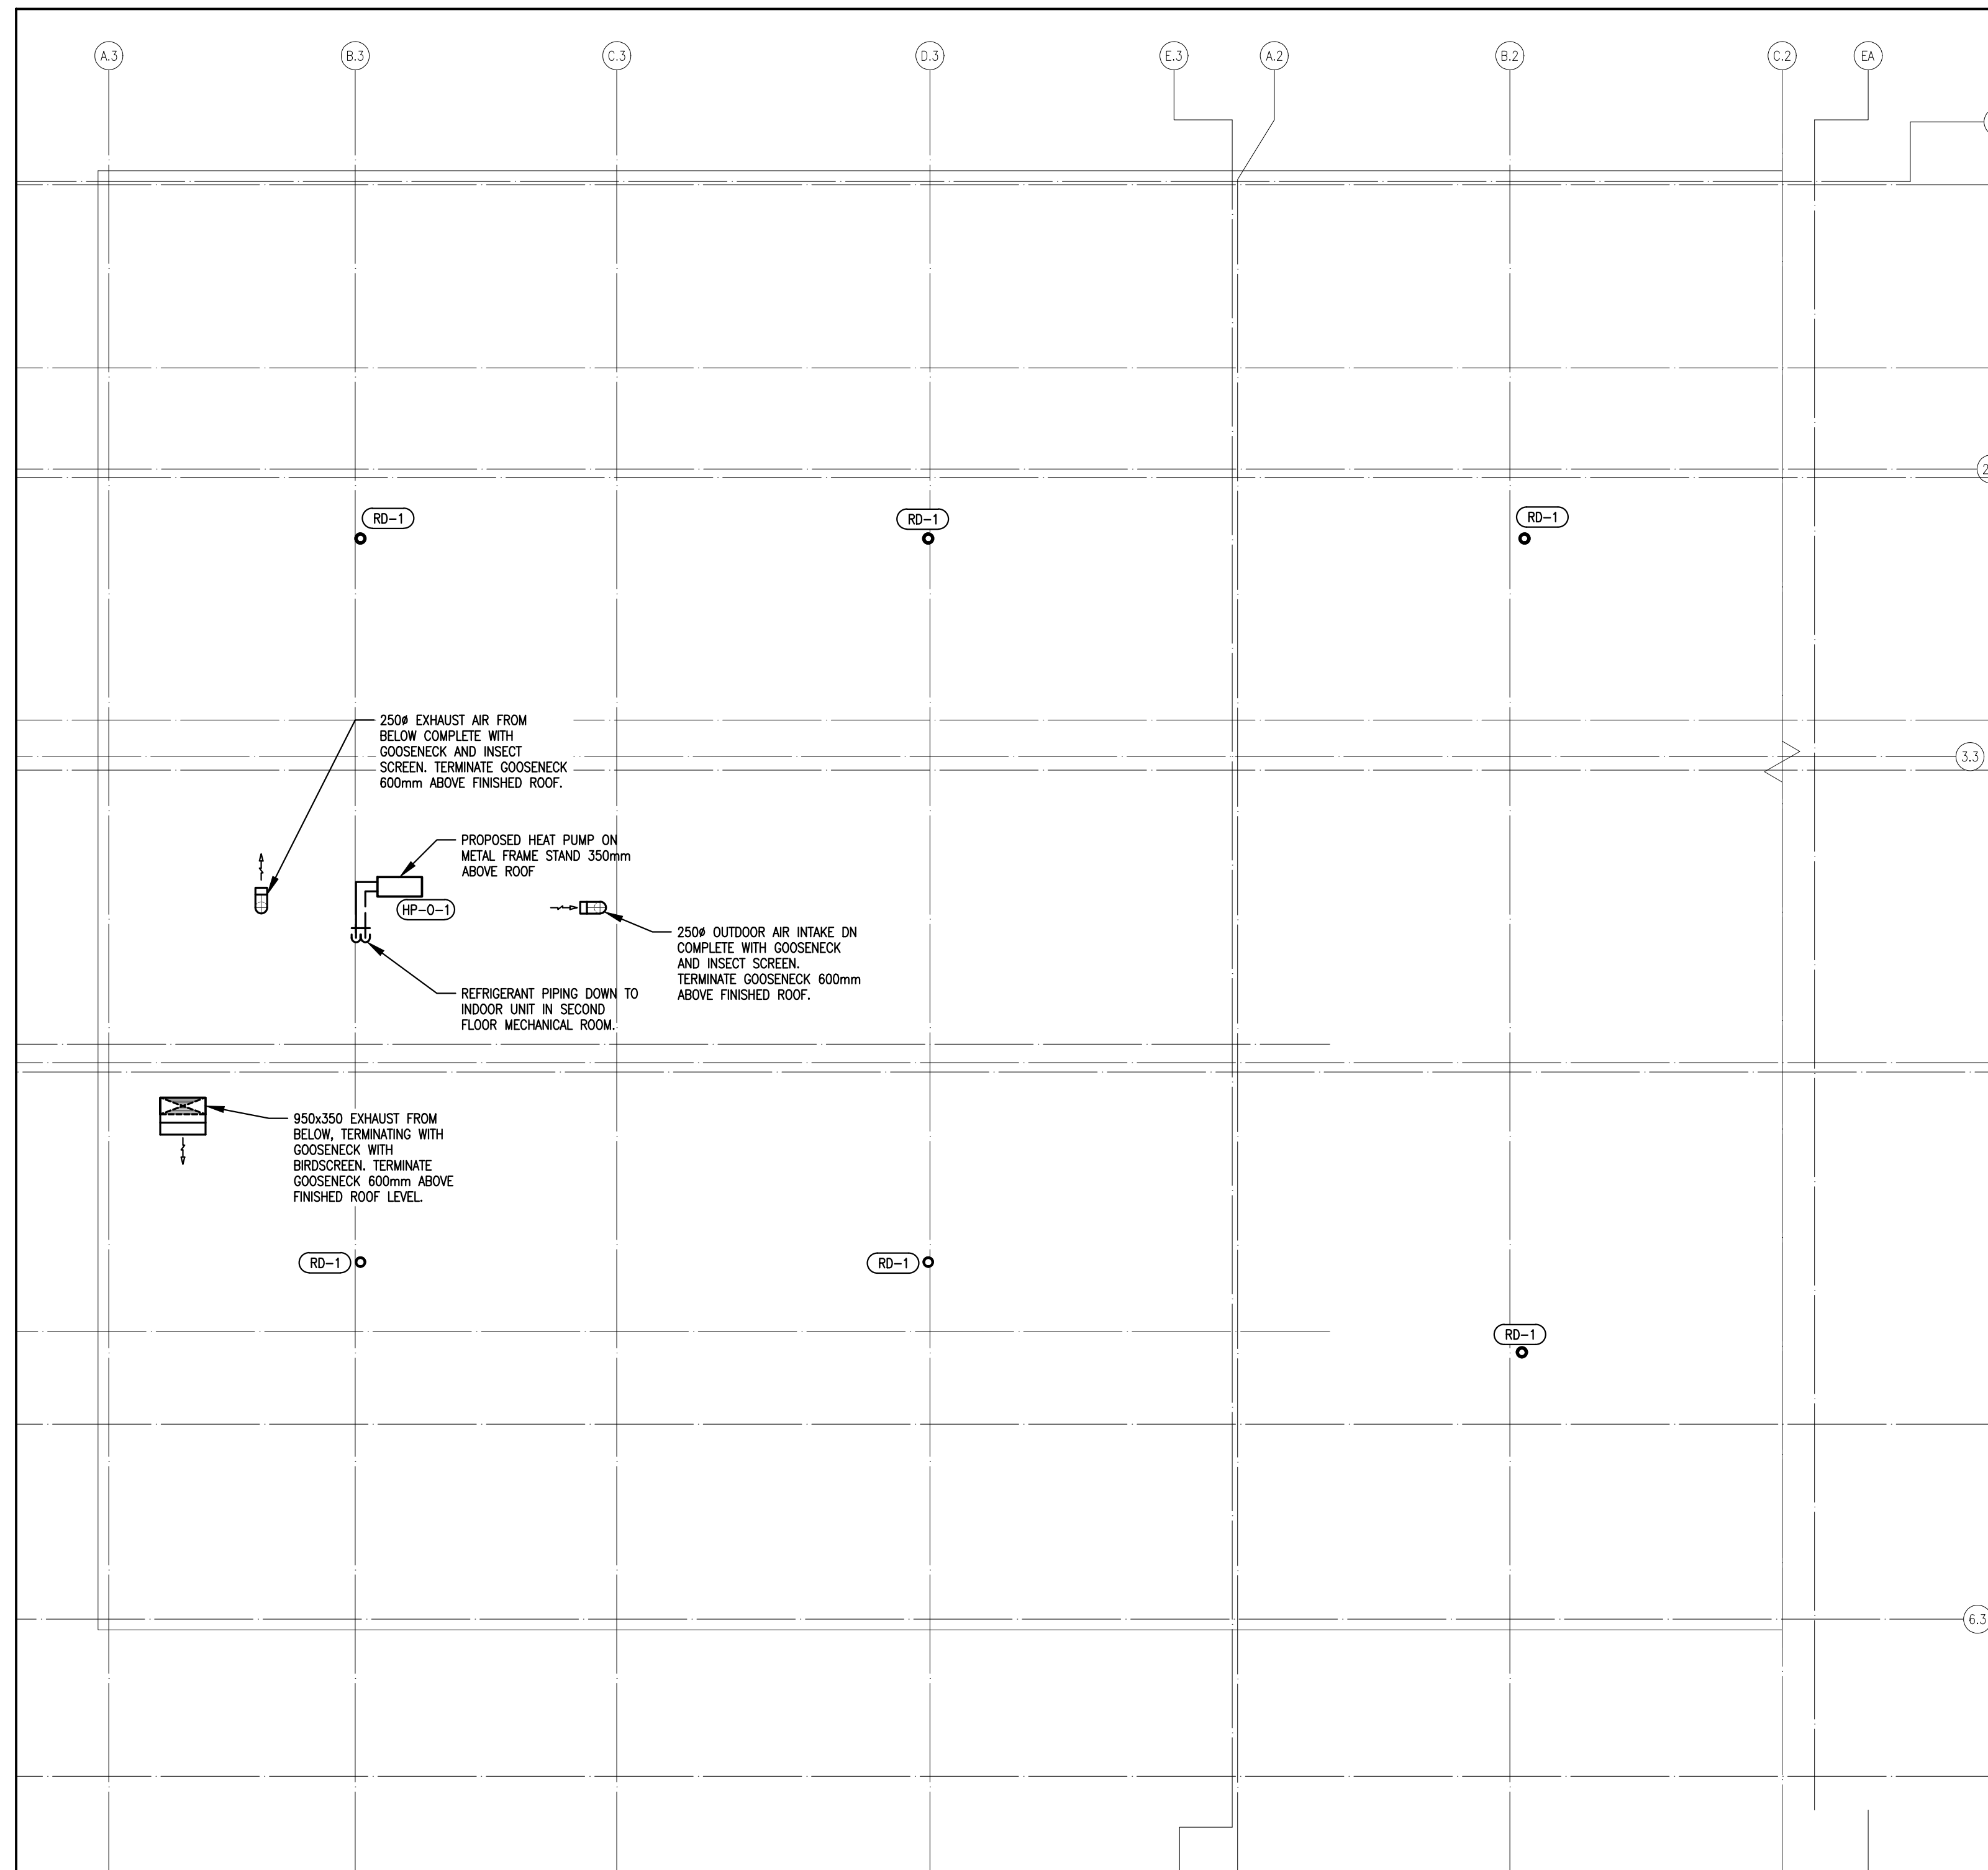 A.3
B.3
C.3
D.3
E.3
A.2
B.2
C.2
EA
2
RD-1
RD-1
RD-1
250ø EXHAUST AIR FROM
BELOW COMPLETE WITH
GOOSENECK AND INSECT
SCREEN. TERMINATE GOOSENECK
600mm ABOVE FINISHED ROOF.
3.3
PROPOSED HEAT PUMP ON
METAL FRAME STAND 350mm
ABOVE ROOF
HP-O-1
250ø OUTDOOR AIR INTAKE DN
COMPLETE WITH GOOSENECK
AND INSECT SCREEN.
TERMINATE GOOSENECK 600mm
ABOVE FINISHED ROOF.
REFRIGERANT PIPING DOWN TO
INDOOR UNIT IN SECOND
FLOOR MECHANICAL ROOM.
950x350 EXHAUST FROM
BELOW, TERMINATING WITH
GOOSENECK WITH
BIRDSCREEN. TERMINATE
GOOSENECK 600mm ABOVE
FINISHED ROOF LEVEL.
RD-1
RD-1
RD-1
6.3